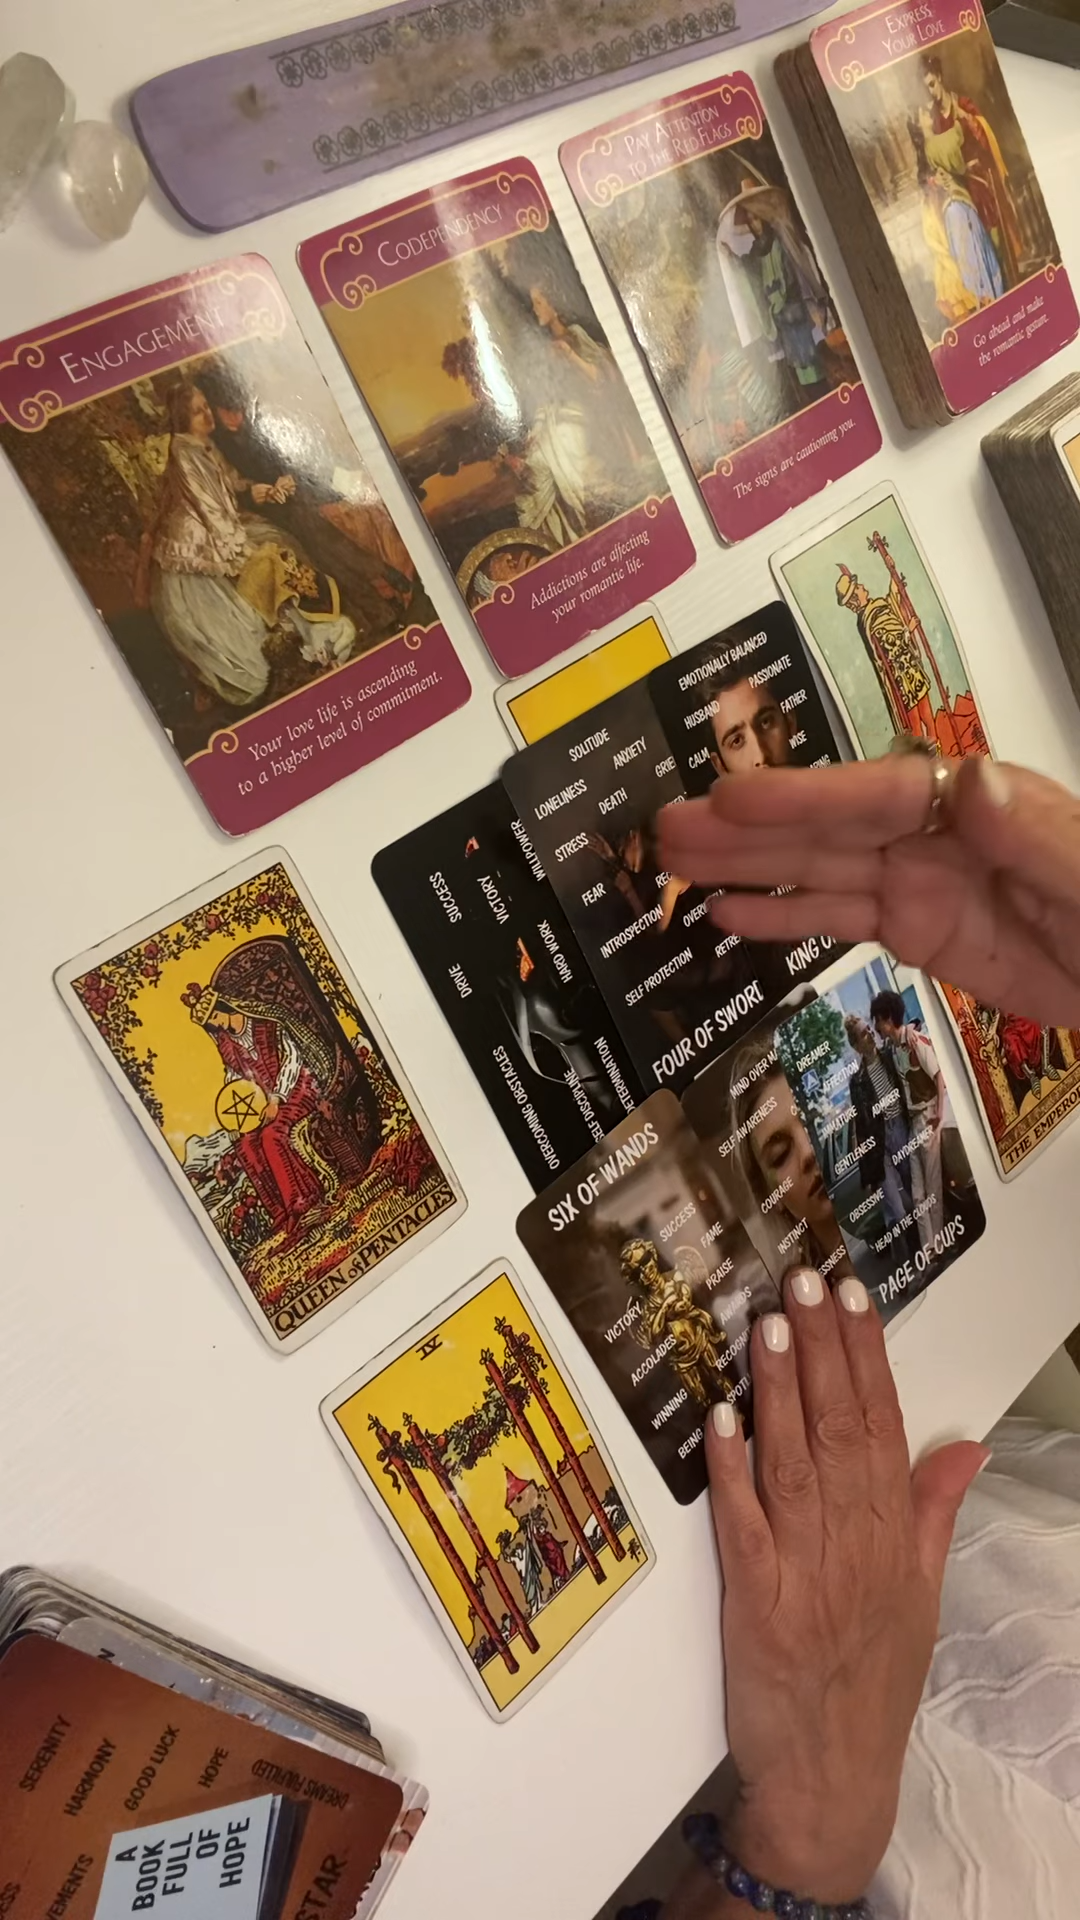 EXPRESS
YOUR LOVE
Go ahead and make
the romantic gesture.
PAY ATTENTION
TO THE RED FLAGS
The signs are cautioning you.
CODEPENDENCY
Addictions are affecting
your romantic life.
ENGAGEMENT
Your love life is ascending
to a higher level of commitment.
EMOTIONALLY BALANCED
PASSIONATE
HUSBAND
FATHER
CALM
WISE
KING
SOLITUDE
ANXIETY
LONELINESS
DEATH
STRESS
FEAR
INTROSPECTION
SELF PROTECTION
FOUR OF SWORD
SUCCESS
VICTORY
WILLPOWER
DRIVE
HARD WORK
OVERCOMING OBSTACLES
SELF DISCIPLINE
DETERMINATION
QUEEN of PENTACLES
THE EMPEROR
SIX OF WANDS
SUCCESS
FAME
PRAISE
VICTORY
AWARDS
ACCOLADES
WINNING
BEING
MIND OVER
SELF AWARENESS
COURAGE
INSTINCT
DREAMER
AFFECTION
IMMATURE
ADMIRER
GENTLENESS
DAYDREAMER
OBSESSIVE
HEAD IN THE CLOUDS
PAGE OF CUPS
IV
SERENITY
HARMONY
GOOD LUCK
HOPE
DREAMS FULFILLED
A
BOOK
FULL
OF
HOPE
STAR